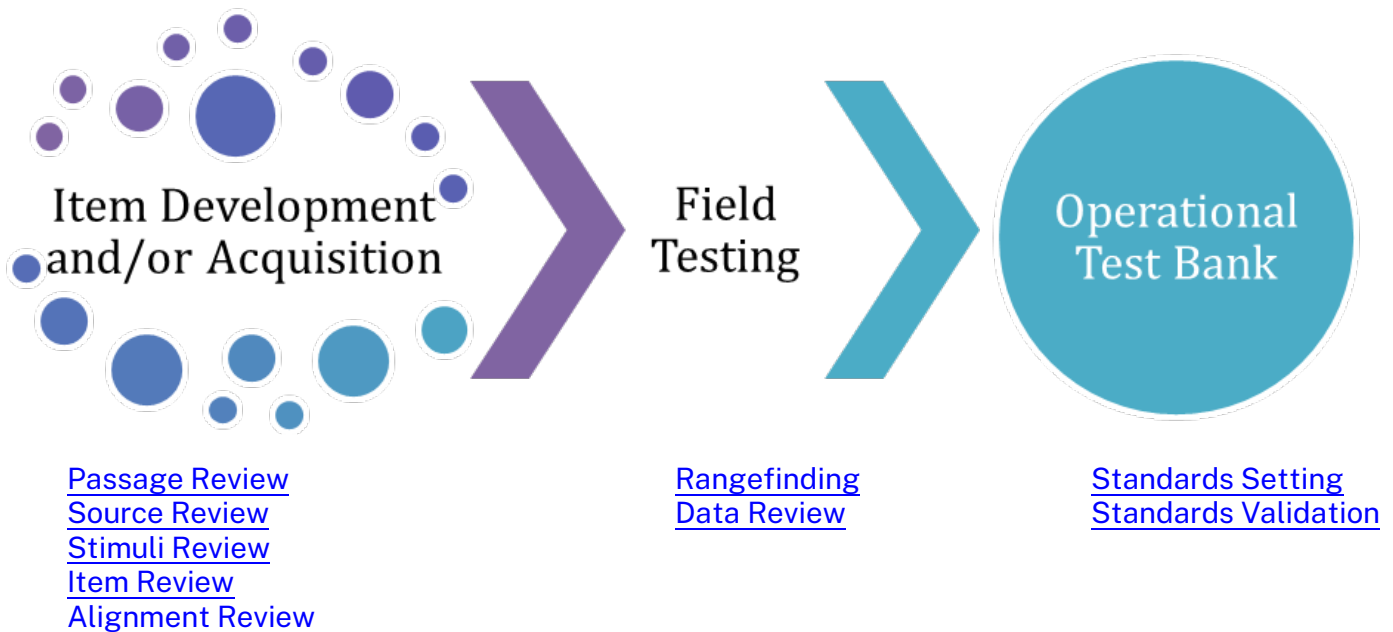 Item Development
and/or Acquisition
Field
Testing
Operational
Test Bank
Passage Review
Source Review
Stimuli Review
Item Review
Alignment Review
Rangefinding
Data Review
Standards Setting
Standards Validation